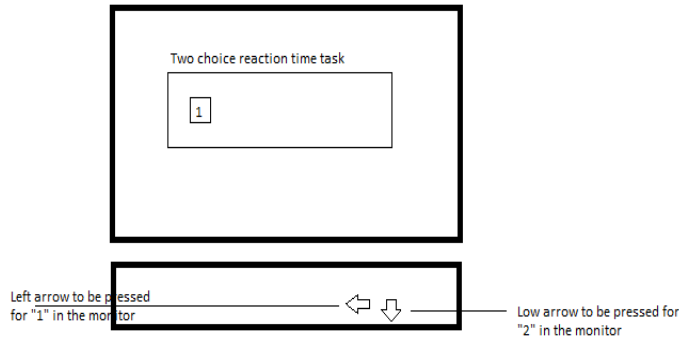 Two choice reaction time task
1
Left arrow to be pressed
for "1" in the monitor
Low arrow to be pressed for
"2" in the monitor